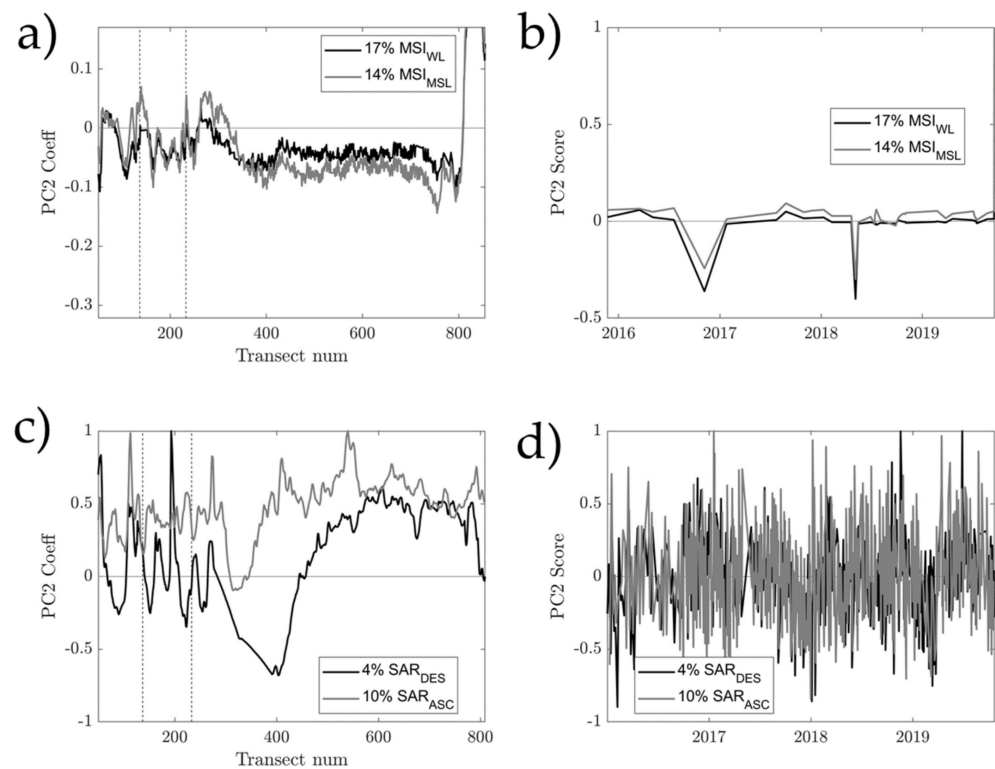 a)
17% MSI_WL
14% MSI_MSL
PC2 Coeff
0.1
0
-0.1
-0.2
-0.3
200
400
600
800
Transect num
b)
17% MSI_WL
14% MSI_MSL
PC2 Score
1
0.5
0
-0.5
2016
2017
2018
2019
c)
PC2 Coeff
1
0.5
0
-0.5
-1
4% SAR_DES
10% SAR_ASC
200
400
600
800
Transect num
d)
PC2 Score
1
0.5
0
-0.5
-1
4% SAR_DES
10% SAR_ASC
2017
2018
2019